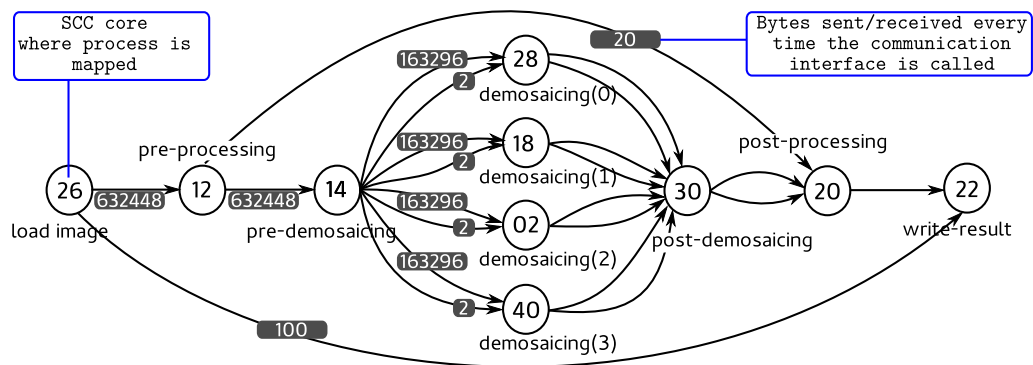 SCC core
where process is
mapped
Bytes sent/received every
time the communication
interface is called
20
163296
28
2
demosaicing(0)
pre-processing
163296
18
2
demosaicing(1)
post-processing
26
632448
12
632448
14
30
20
22
load image
pre-demosaicing
163296
02
2
demosaicing(2)
post-demosaicing
write-result
163296
40
2
demosaicing(3)
100